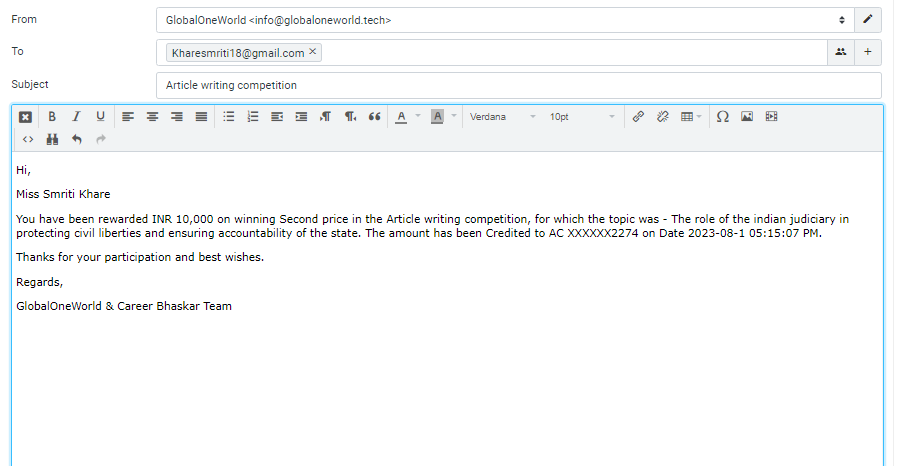 From GlobalOneWorld <info@globaloneworld.tech>
To Kharesmriti18@gmail.com ×
Subject Article writing competition
B I U A A Verdana 10pt
Hi,
Miss Smriti Khare
You have been rewarded INR 10,000 on winning Second price in the Article writing competition, for which the topic was - The role of the indian judiciary in
protecting civil liberties and ensuring accountability of the state. The amount has been Credited to AC XXXXXX2274 on Date 2023-08-1 05:15:07 PM.
Thanks for your participation and best wishes.
Regards,
GlobalOneWorld & Career Bhaskar Team